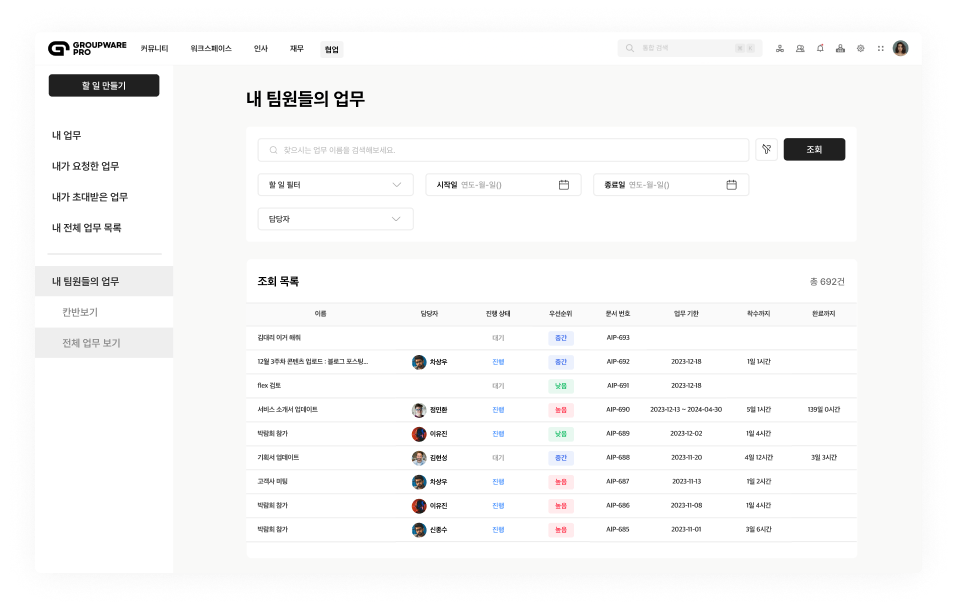 GROUPWARE PRO 커뮤니티 워크스페이스 인사 재무 협업 통합 검색
할 일 만들기
내 업무
내가 요청한 업무
내가 초대받은 업무
내 전체 업무 목록
내 팀원들의 업무
칸반보기
전체 업무 보기
내 팀원들의 업무
찾으시는 업무 이름을 검색해보세요.
조회
할 일 필터
시작일 연도-월-일()
종료일 연도-월-일()
담당자
조회 목록
총 692건
이름 담당자 진행 상태 우선순위 문서 번호 업무 기한 착수까지 완료까지
김대리 이거 해줘 대기 중간 AIP-693
12월 3주차 콘텐츠 업로드 : 블로그 포스팅... 차상우 진행 중간 AIP-692 2023-12-18 1일 1시간
flex 검토 대기 낮음 AIP-691 2023-12-18
서비스 소개서 업데이트 정민환 진행 높음 AIP-690 2023-12-13 ~ 2024-04-30 5일 1시간 139일 0시간
박람회 참가 이유진 진행 낮음 AIP-689 2023-12-02 1일 4시간
기획서 업데이트 김현성 대기 중간 AIP-688 2023-11-20 4일 12시간 3일 3시간
고객사 미팅 차상우 진행 높음 AIP-687 2023-11-13 1일 2시간
박람회 참가 이유진 진행 높음 AIP-686 2023-11-08 1일 4시간
박람회 참가 신종수 진행 높음 AIP-685 2023-11-01 3일 6시간